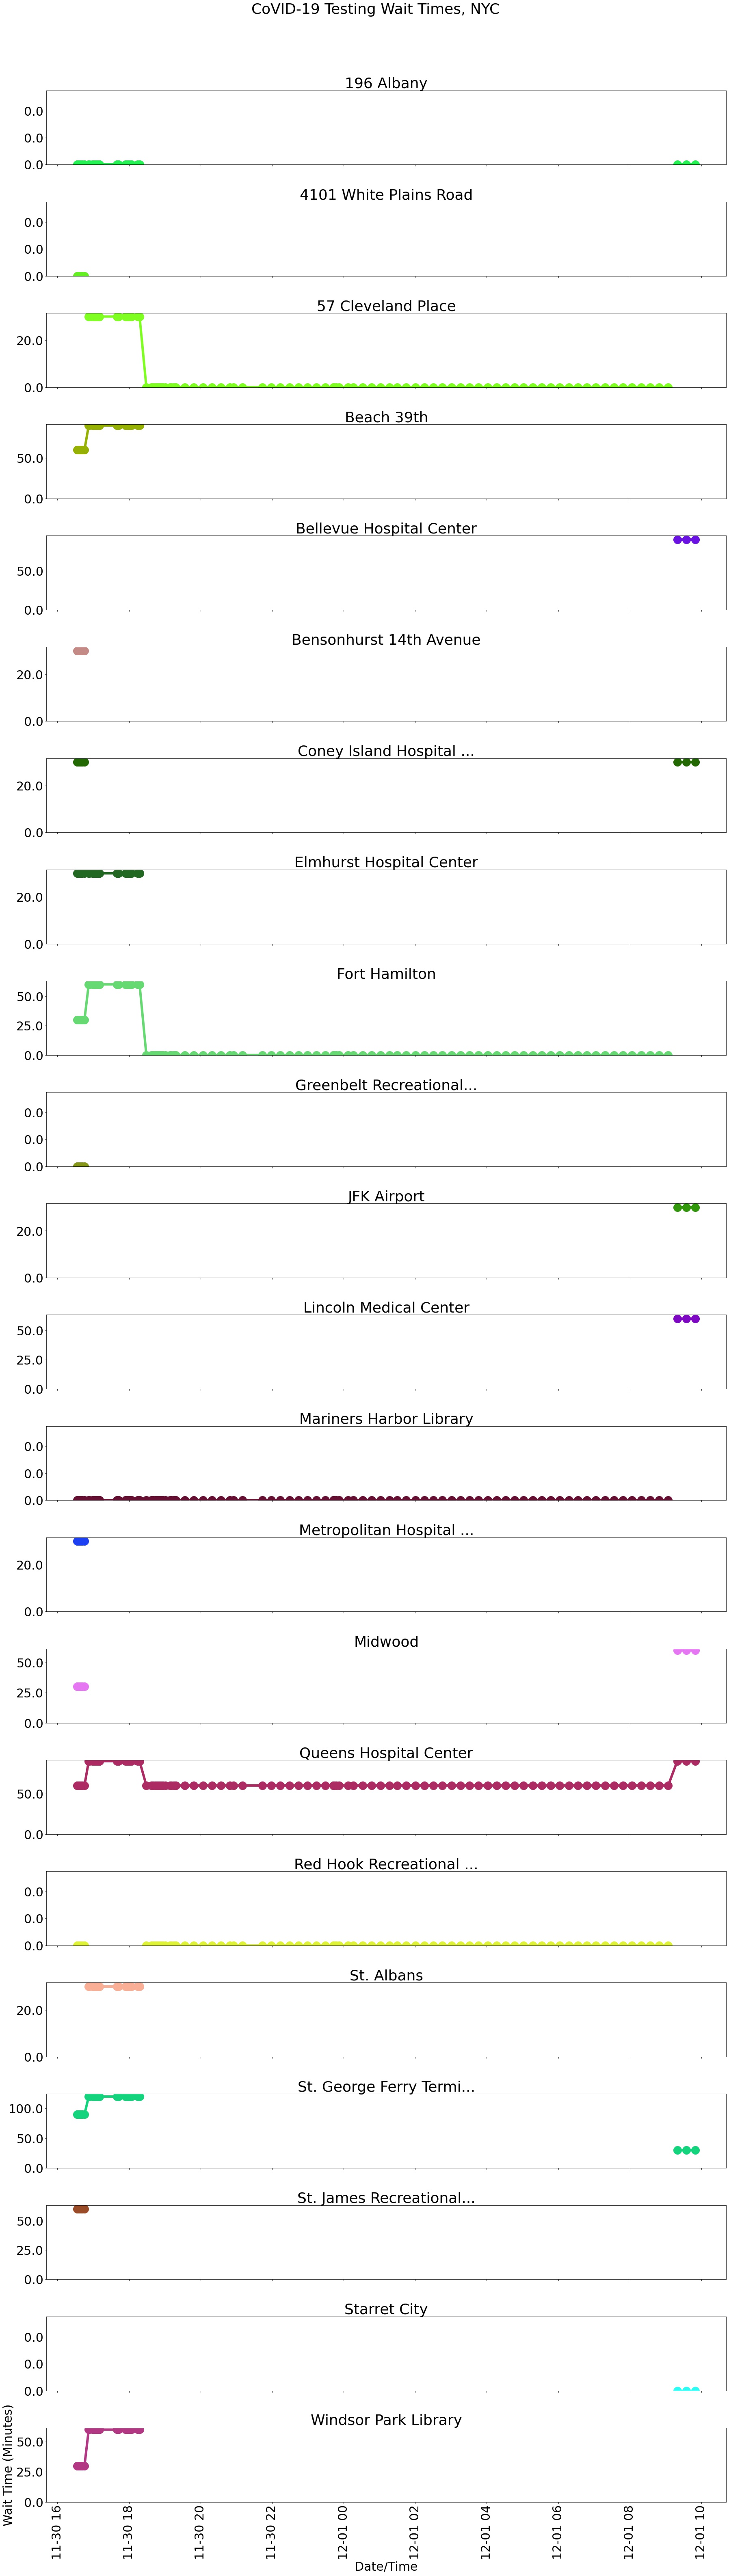 CoVID-19 Testing Wait Times, NYC
196 Albany
0.0
0.0
0.0
4101 White Plains Road
0.0
0.0
0.0
57 Cleveland Place
20.0
0.0
Beach 39th
50.0
0.0
Bellevue Hospital Center
50.0
0.0
Bensonhurst 14th Avenue
20.0
0.0
Coney Island Hospital ...
20.0
0.0
Elmhurst Hospital Center
20.0
0.0
Fort Hamilton
50.0
25.0
0.0
Greenbelt Recreational...
0.0
0.0
0.0
JFK Airport
20.0
0.0
Lincoln Medical Center
50.0
25.0
0.0
Mariners Harbor Library
0.0
0.0
0.0
Metropolitan Hospital ...
20.0
0.0
Midwood
50.0
25.0
0.0
Queens Hospital Center
50.0
0.0
Red Hook Recreational ...
0.0
0.0
0.0
St. Albans
20.0
0.0
St. George Ferry Termi...
100.0
50.0
0.0
St. James Recreational...
50.0
25.0
0.0
Starret City
0.0
0.0
0.0
Windsor Park Library
50.0
25.0
0.0
Wait Time (Minutes)
11-30 16
11-30 18
11-30 20
11-30 22
12-01 00
12-01 02
12-01 04
12-01 06
12-01 08
12-01 10
Date/Time